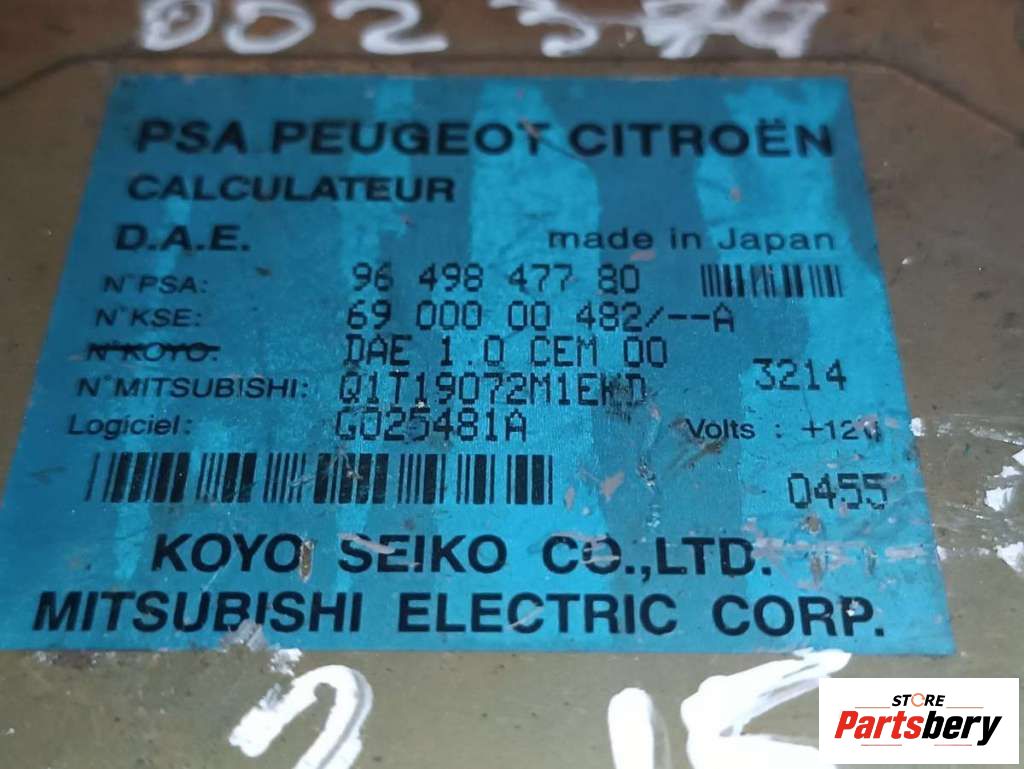 002374
PSA PEUGEOT CITROËN
CALCULATEUR
D.A.E. made in Japan
N°PSA: 96 498 477 80
N°KSE: 69 000 00 482/--A
N°KOYO: DAE 1.0 CEM 00
N°MITSUBISHI: Q1T19072M1EKD 3214
Logiciel: G025481A Volts : +12V
0455
KOYO SEIKO CO.,LTD.
MITSUBISHI ELECTRIC CORP.
STORE
Partsbery